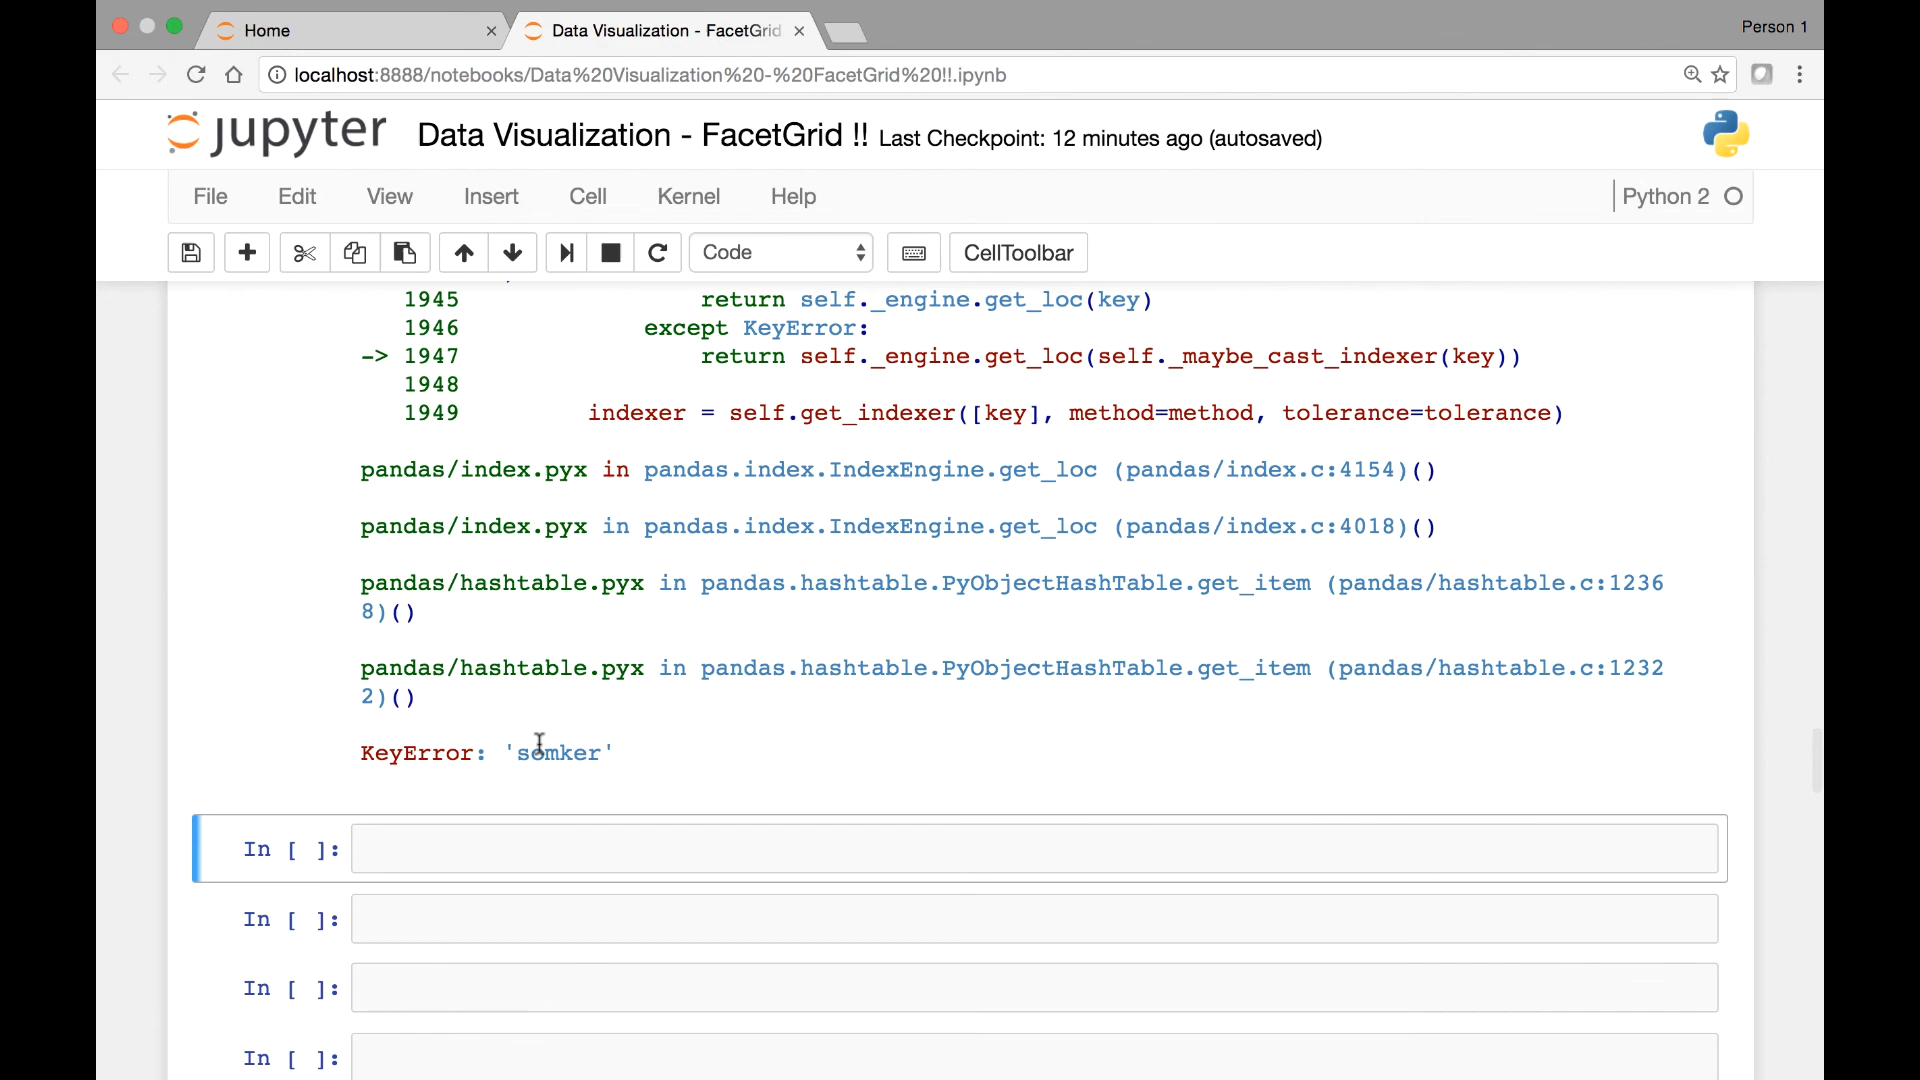 Home
Data Visualization - FacetGrid
Person 1
localhost:8888/notebooks/Data%20Visualization%20-%20FacetGrid%20!!.ipynb
jupyter Data Visualization - FacetGrid !! Last Checkpoint: 12 minutes ago (autosaved)
File Edit View Insert Cell Kernel Help Python 2
Code CellToolbar
1945 return self._engine.get_loc(key)
1946 except KeyError:
-> 1947 return self._engine.get_loc(self._maybe_cast_indexer(key))
1948
1949 indexer = self.get_indexer([key], method=method, tolerance=tolerance)
pandas/index.pyx in pandas.index.IndexEngine.get_loc (pandas/index.c:4154)()
pandas/index.pyx in pandas.index.IndexEngine.get_loc (pandas/index.c:4018)()
pandas/hashtable.pyx in pandas.hashtable.PyObjectHashTable.get_item (pandas/hashtable.c:1236
8)()
pandas/hashtable.pyx in pandas.hashtable.PyObjectHashTable.get_item (pandas/hashtable.c:1232
2)()
KeyError: 'somker'
In [ ]:
In [ ]:
In [ ]:
In [ ]: